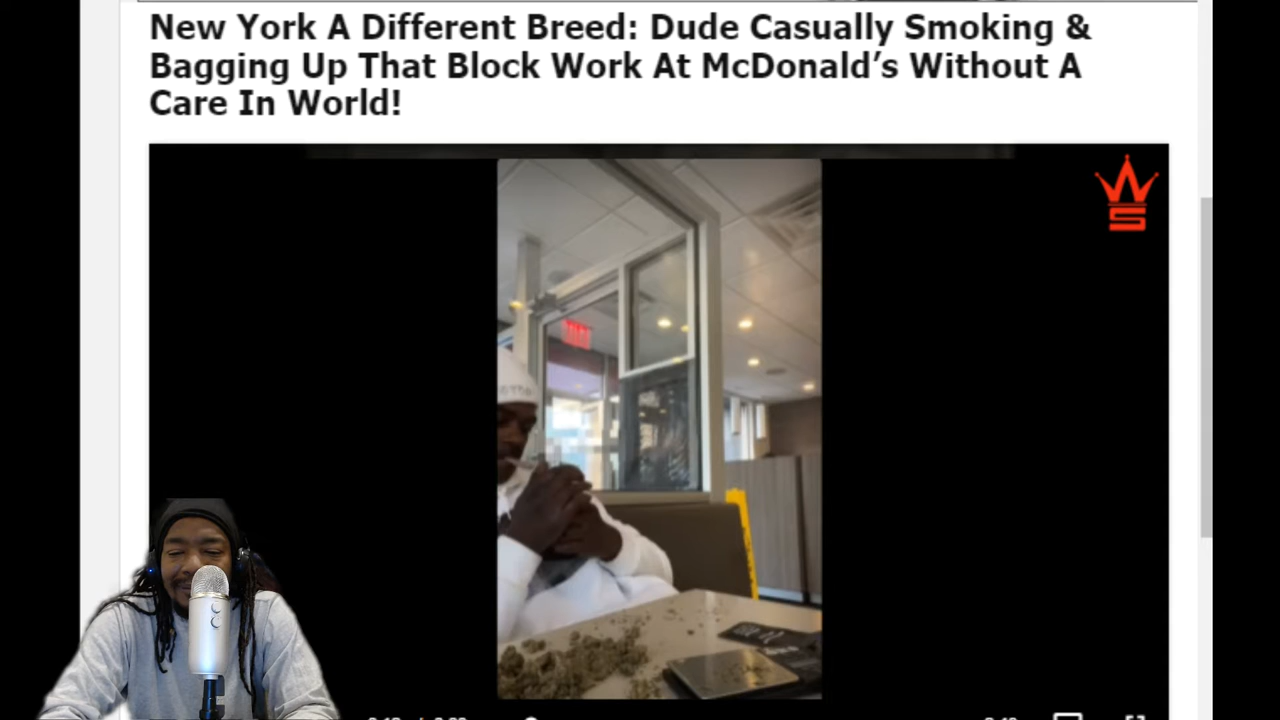 New York A Different Breed: Dude Casually Smoking &
Bagging Up That Block Work At McDonald’s Without A
Care In World!
W
S